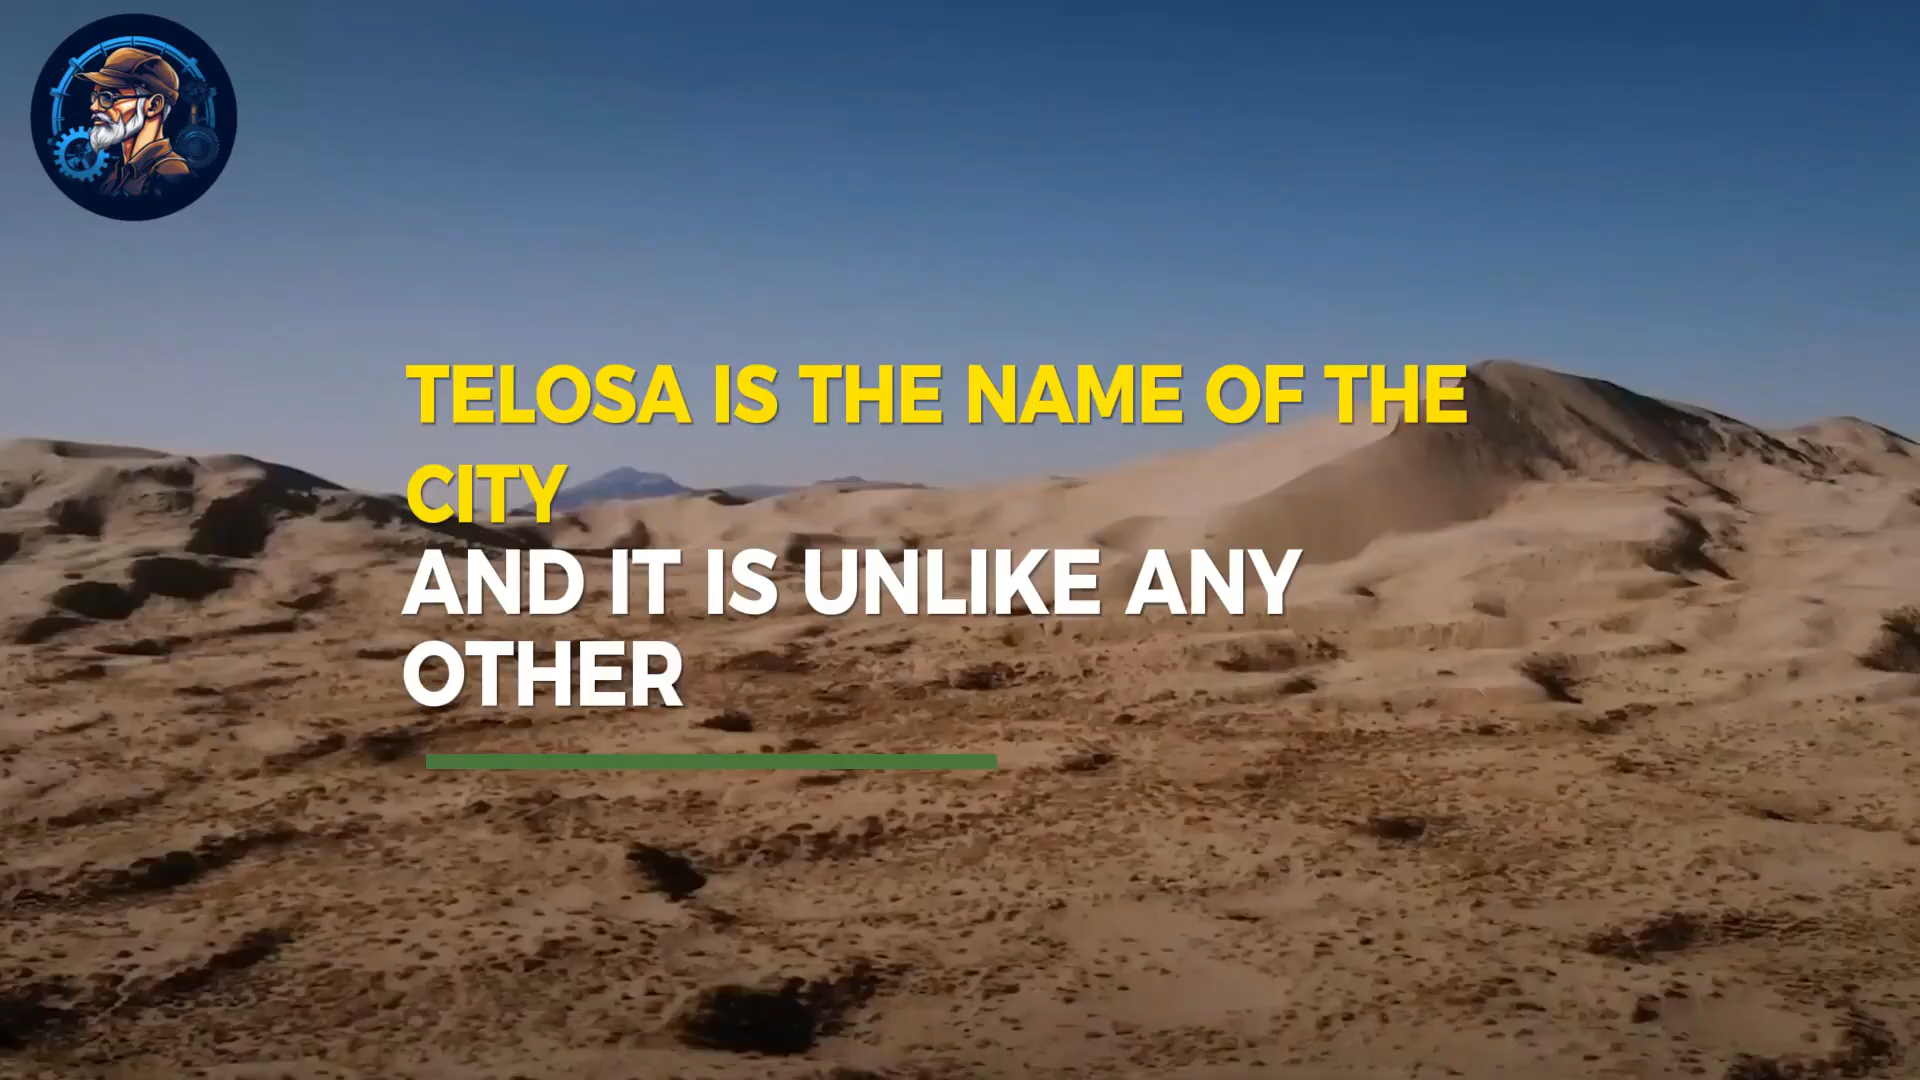 TELOSA IS THE NAME OF THE
CITY
AND IT IS UNLIKE ANY
OTHER